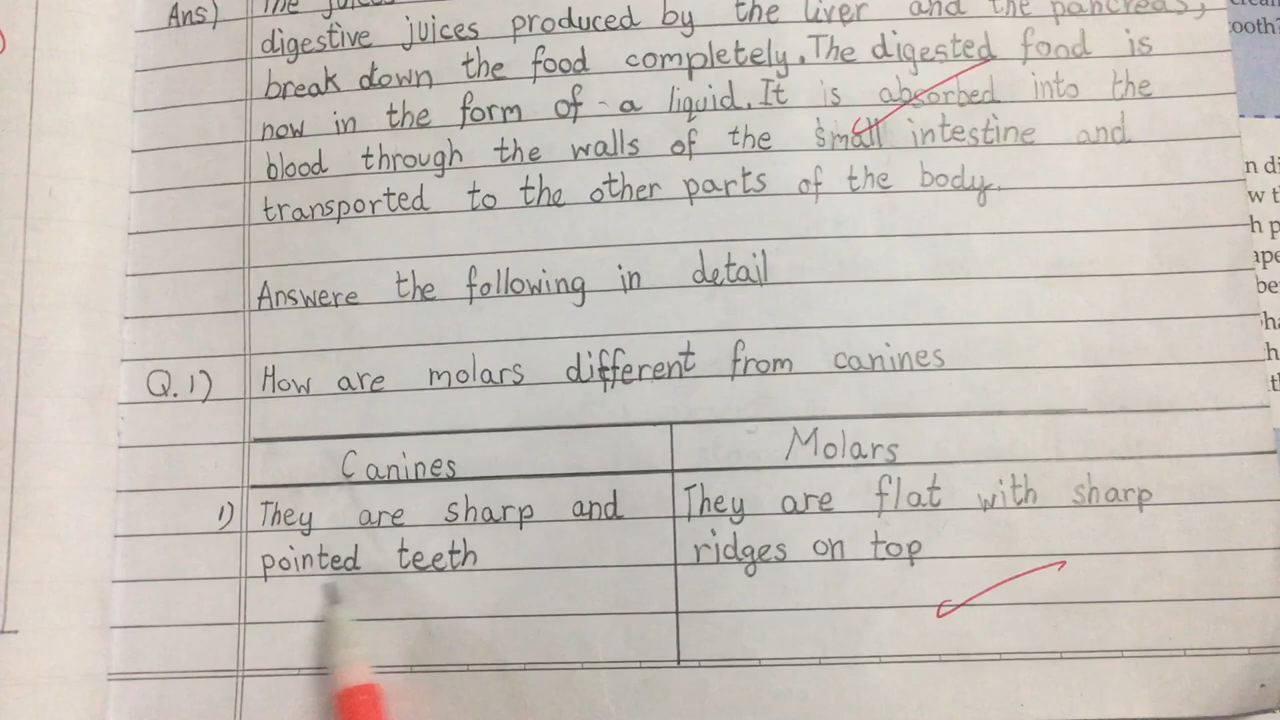 Ans) The juices
digestive juices produced by the liver and the pancreas,
break down the food completely. The digested food is
now in the form of a liquid. It is absorbed into the
blood through the walls of the small intestine and
transported to the other parts of the body.
Answere the following in detail
Q.1) How are molars different from canines
Canines Molars
1) They are sharp and They are flat with sharp
pointed teeth ridges on top